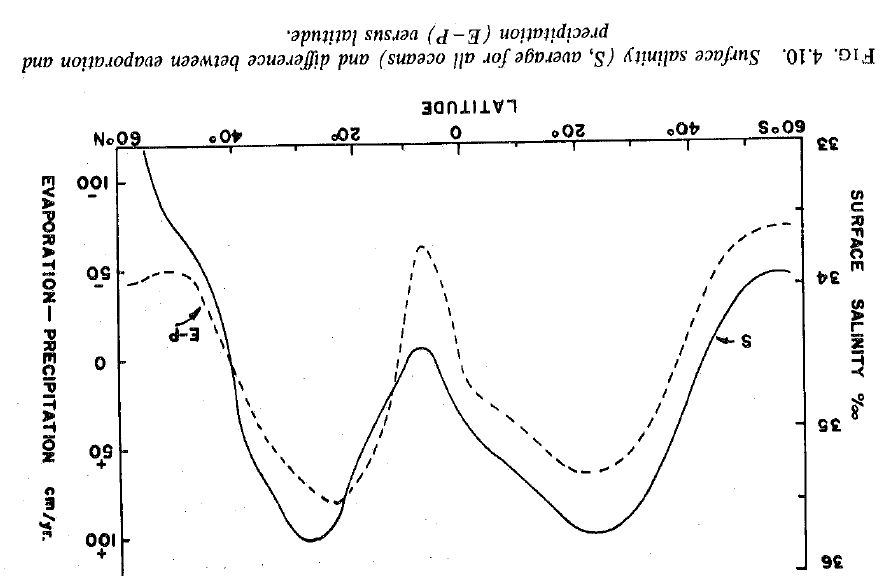 36
+
100
SURFACE SALINITY ‰
EVAPORATION—PRECIPITATION cm/yr.
35
+
50
0
S
E-P
34
-
50
-
100
33
60°S 40° 20° 0 20° 40° 60°N
LATITUDE
FIG. 4.10. Surface salinity (S, average for all oceans) and difference between evaporation and
precipitation (E–P) versus latitude.